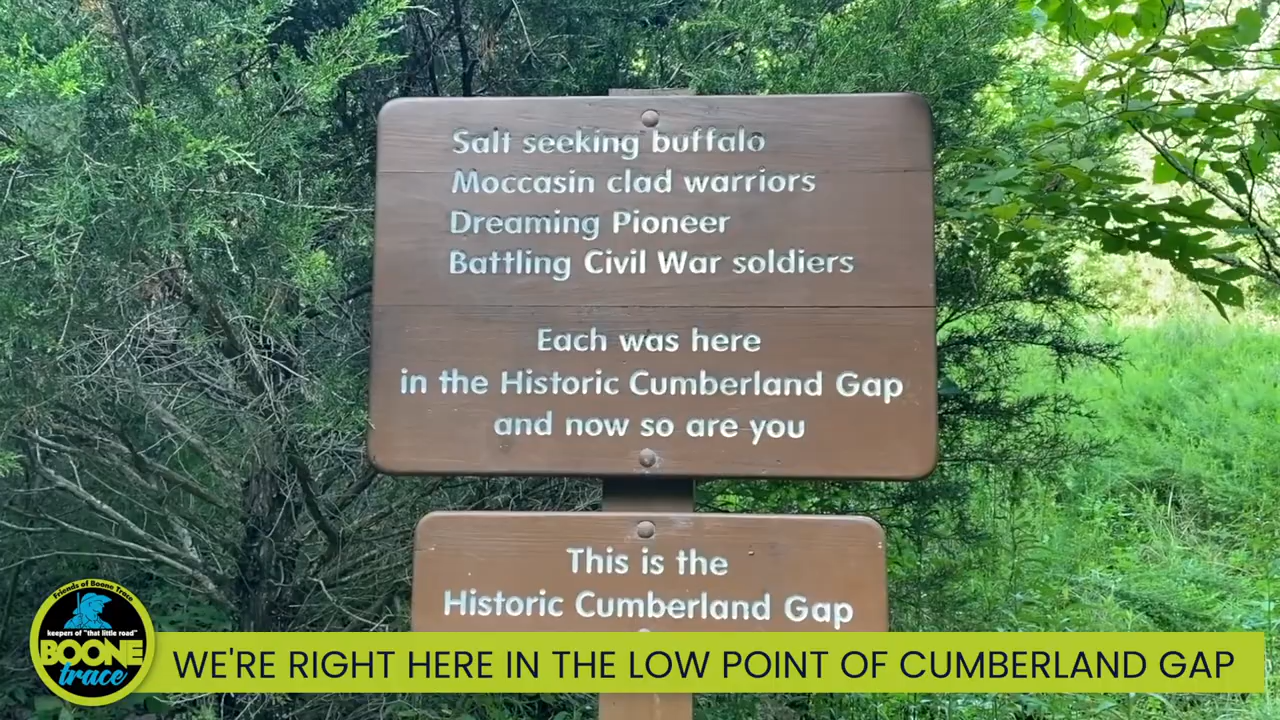 Salt seeking buffalo
Moccasin clad warriors
Dreaming Pioneer
Battling Civil War soldiers
Each was here
in the Historic Cumberland Gap
and now so are you
This is the
Historic Cumberland Gap
Friends of Boone Trace
keepers of "that little road"
BOONE
trace
WE'RE RIGHT HERE IN THE LOW POINT OF CUMBERLAND GAP